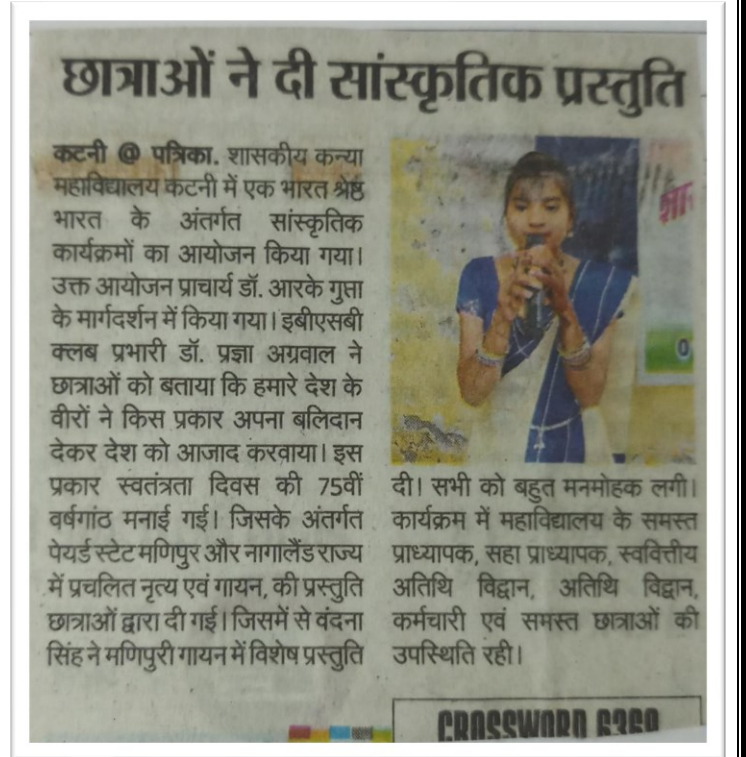 छात्राओं ने दी सांस्कृतिक प्रस्तुति
कटनी @ पत्रिका. शासकीय कन्या
महाविद्यालय कटनी में एक भारत श्रेष्ठ
भारत के अंतर्गत सांस्कृतिक
कार्यक्रमों का आयोजन किया गया।
उक्त आयोजन प्राचार्य डॉ. आरके गुप्ता
के मार्गदर्शन में किया गया। इबीएसबी
क्लब प्रभारी डॉ. प्रज्ञा अग्रवाल ने
छात्राओं को बताया कि हमारे देश के
वीरों ने किस प्रकार अपना बलिदान
देकर देश को आजाद करवाया। इस
प्रकार स्वतंत्रता दिवस की 75वीं
वर्षगांठ मनाई गई। जिसके अंतर्गत
पेयर्ड स्टेट मणिपुर और नागालैंड राज्य
में प्रचलित नृत्य एवं गायन, की प्रस्तुति
छात्राओं द्वारा दी गई। जिसमें से वंदना
सिंह ने मणिपुरी गायन में विशेष प्रस्तुति
दी। सभी को बहुत मनमोहक लगी।
कार्यक्रम में महाविद्यालय के समस्त
प्राध्यापक, सहा प्राध्यापक, स्ववित्तीय
अतिथि विद्वान, अतिथि विद्वान,
कर्मचारी एवं समस्त छात्राओं की
उपस्थिति रही।
CROSSWORD 6369